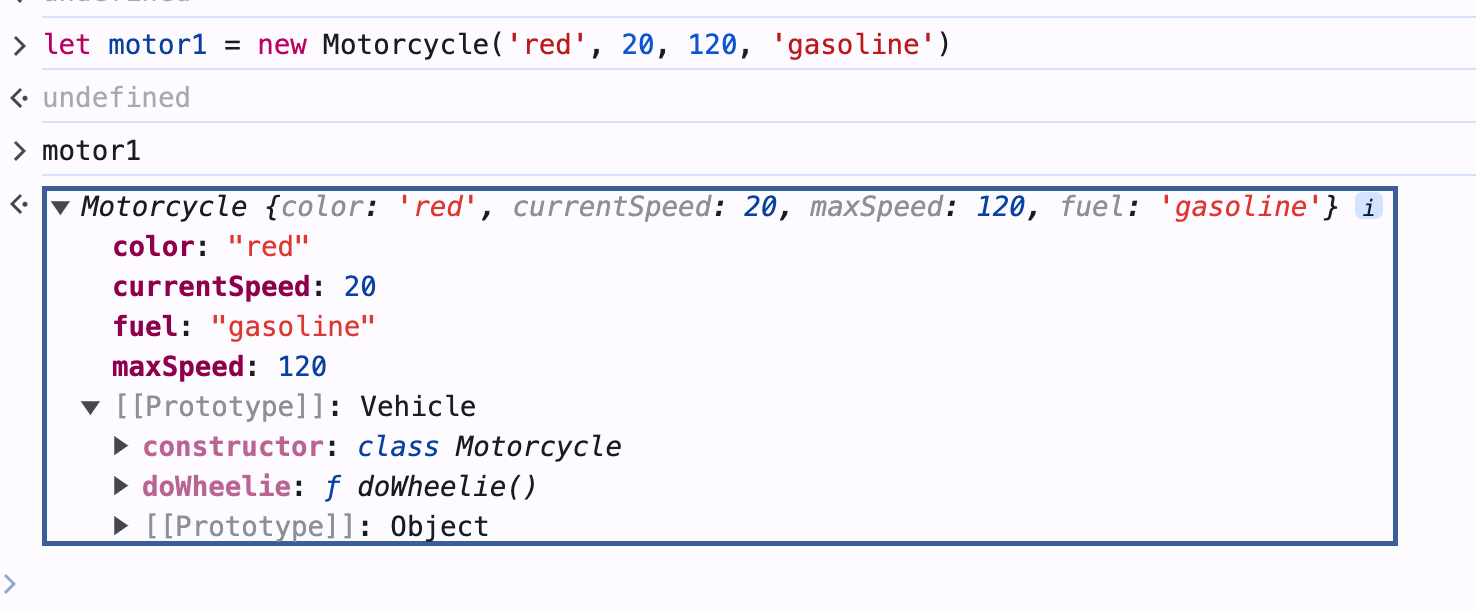 let motor1 = new Motorcycle('red', 20, 120, 'gasoline')
undefined
motor1
Motorcycle {color: 'red', currentSpeed: 20, maxSpeed: 120, fuel: 'gasoline'} i
color: "red"
currentSpeed: 20
fuel: "gasoline"
maxSpeed: 120
[[Prototype]]: Vehicle
constructor: class Motorcycle
doWheelie: ƒ doWheelie()
[[Prototype]]: Object